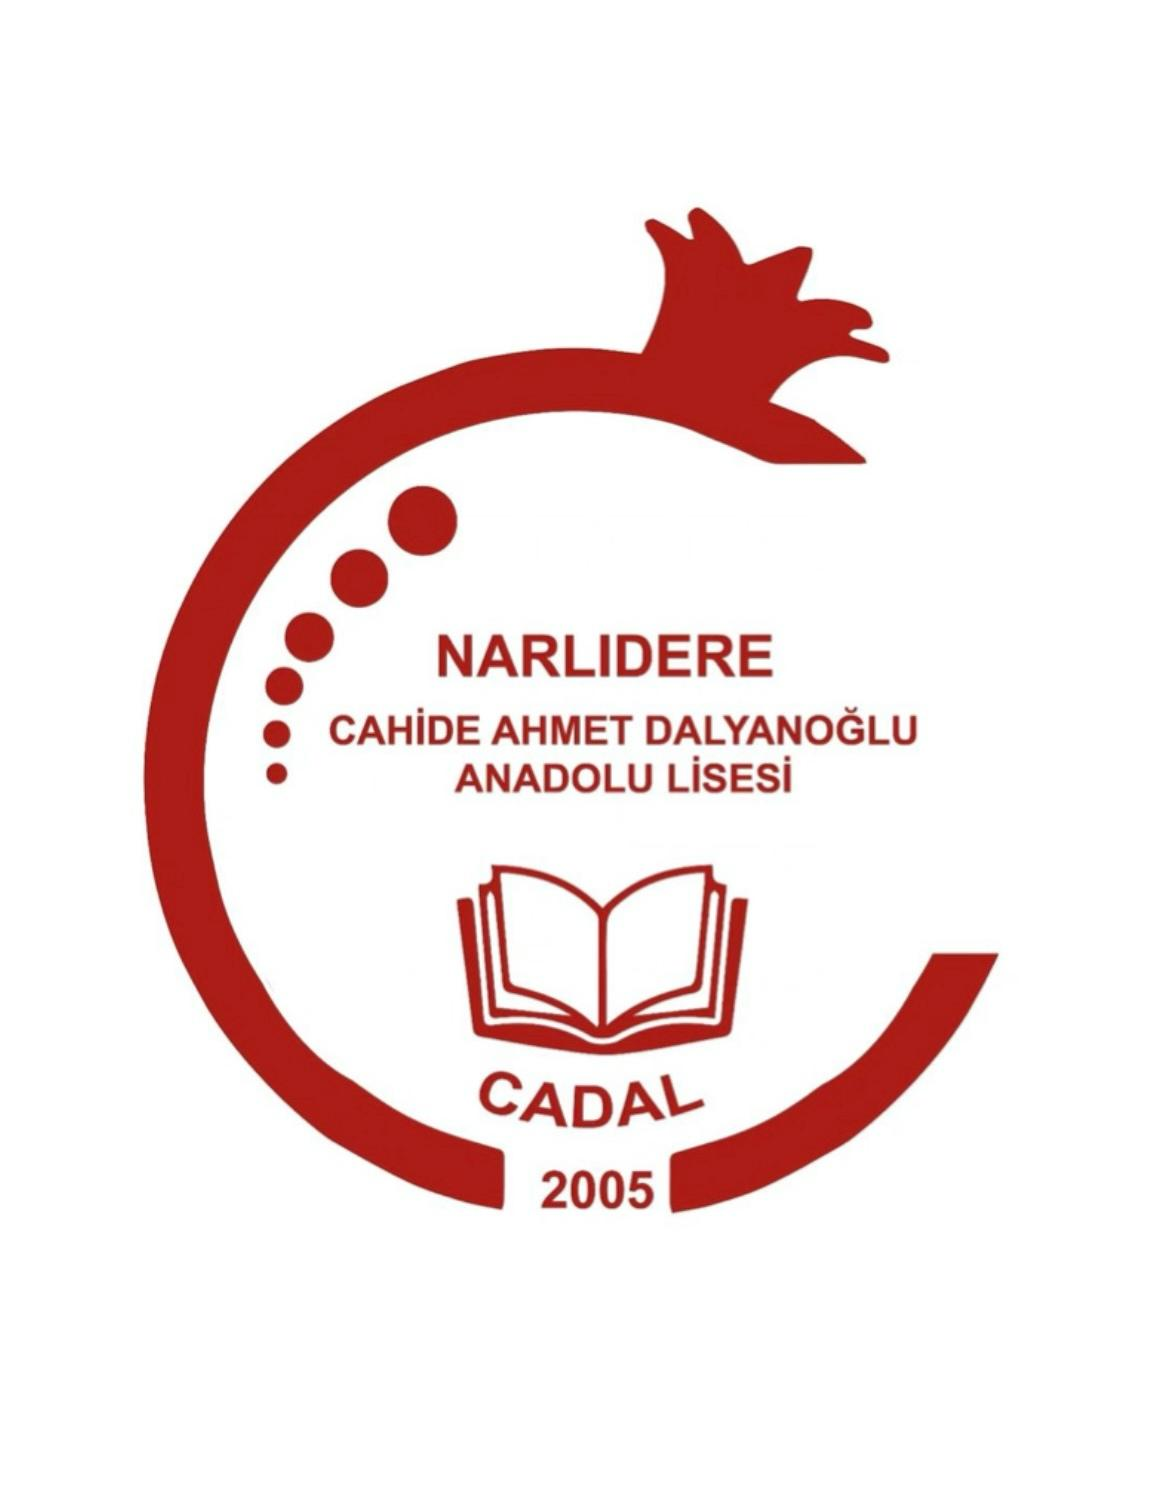 NARLIDERE
CAHİDE AHMET DALYANOĞLU
ANADOLU LİSESİ
CADAL
2005